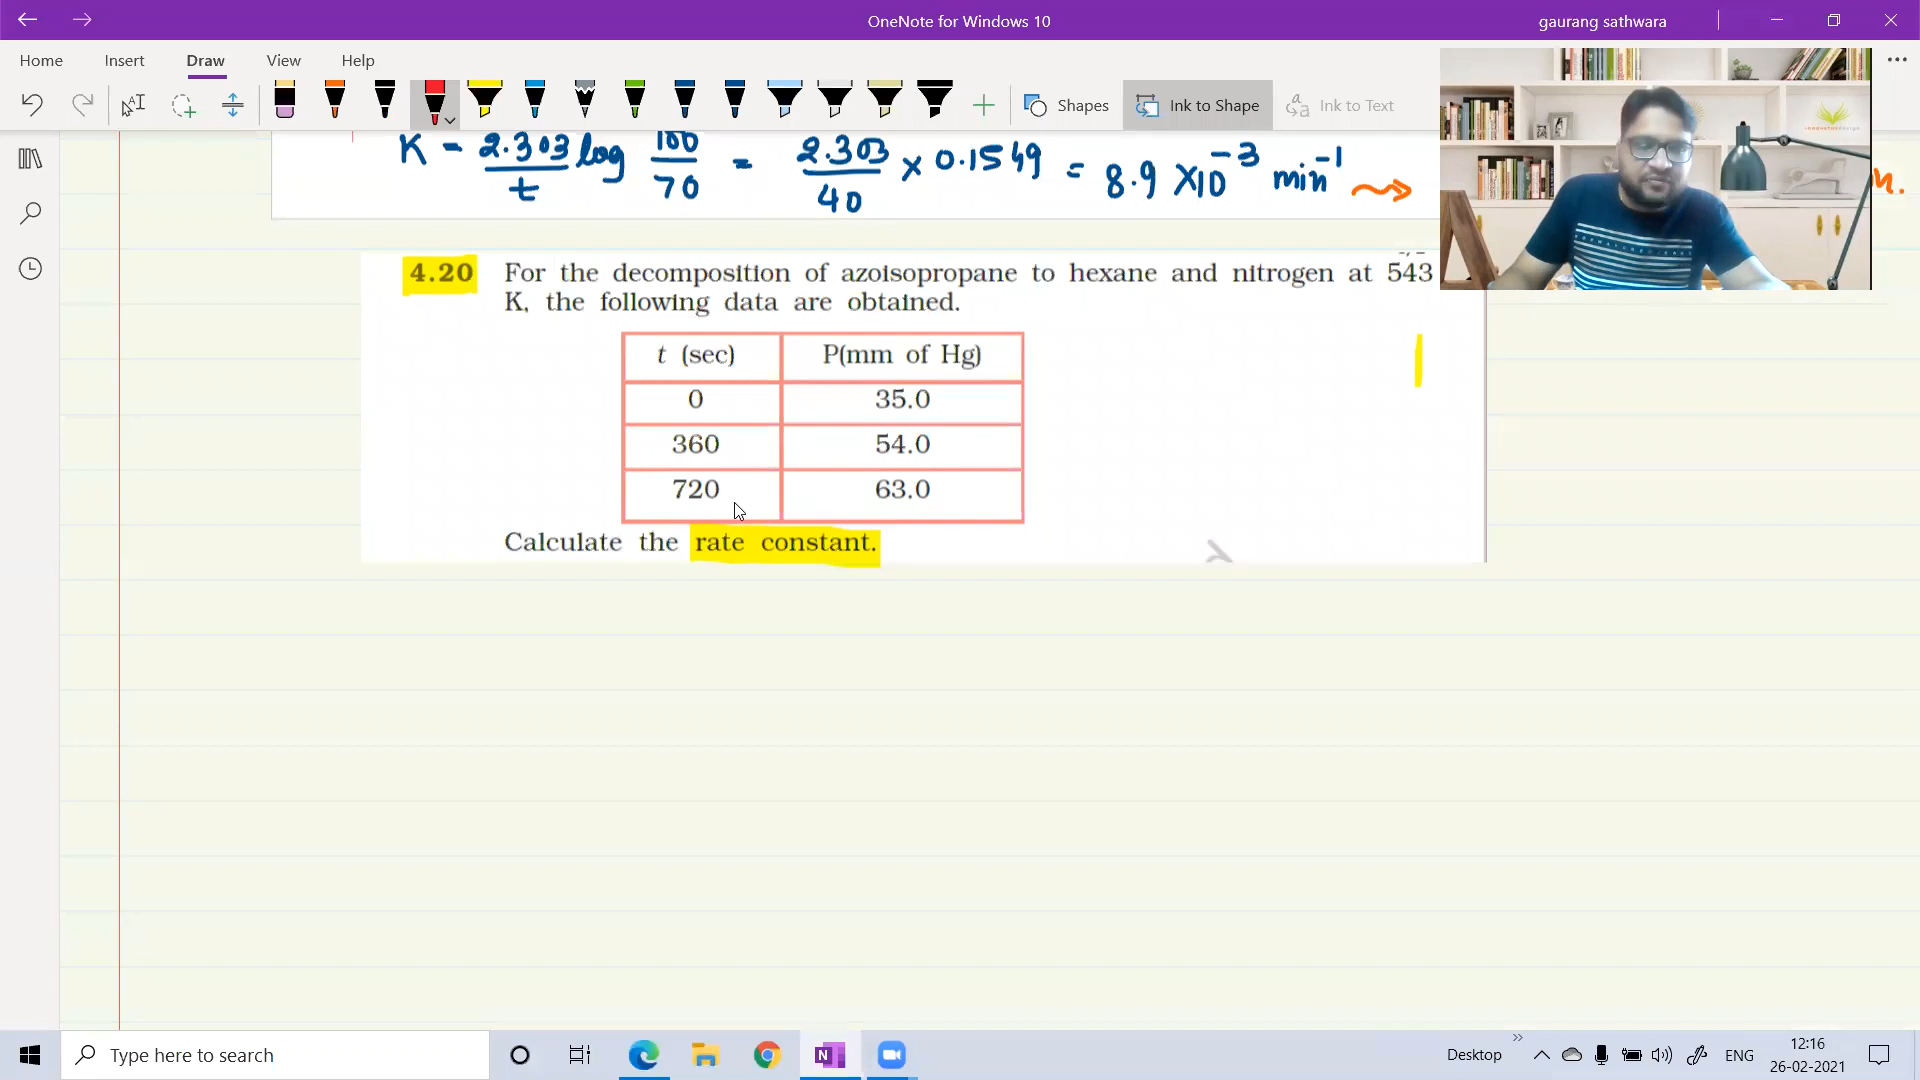 OneNote for Windows 10
gaurang sathwara
Home Insert Draw View Help
Shapes
Ink to Shape
Ink to Text
K = 2.303/t log 100/70 = 2.303/40 × 0.1549 = 8.9 ×10⁻³ min⁻¹
n.
4.20 For the decomposition of azoisopropane to hexane and nitrogen at 543
K, the following data are obtained.
t (sec) P(mm of Hg)
0 35.0
360 54.0
720 63.0
Calculate the rate constant.
Type here to search
Desktop
ENG
12:16
26-02-2021